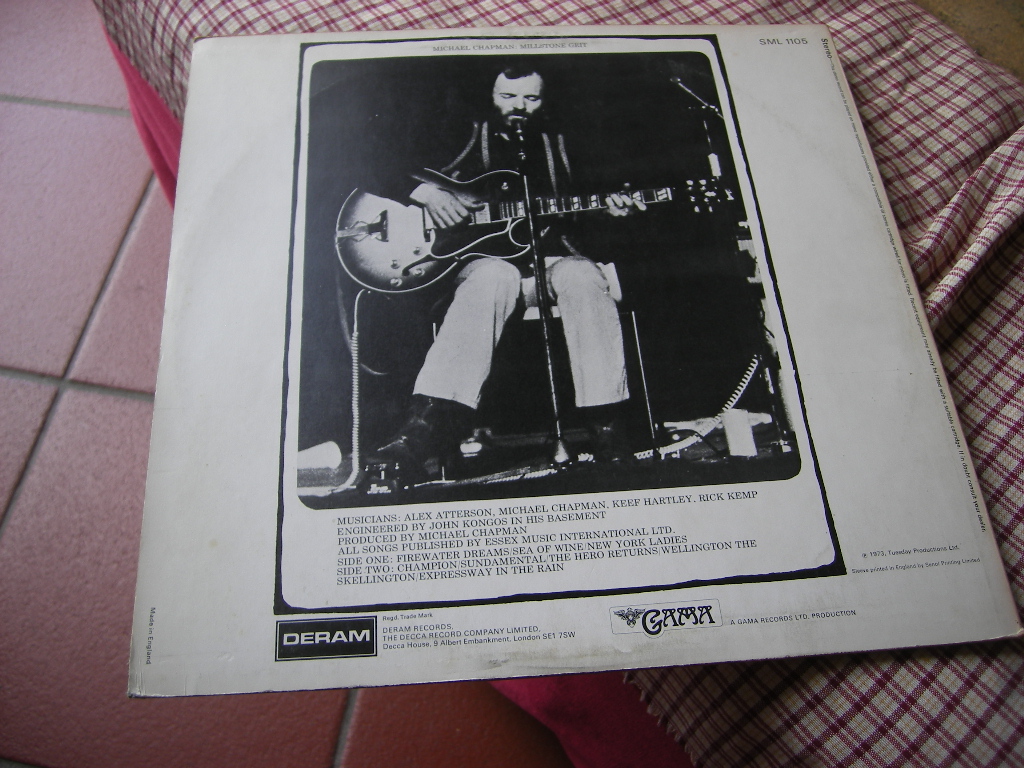 MICHAEL CHAPMAN: MILLSTONE GRIT
SML 1105
Stereo
MUSICIANS: ALEX ATTERSON, MICHAEL CHAPMAN, KEEF HARTLEY, RICK KEMP
ENGINEERED BY JOHN KONGOS IN HIS BASEMENT
PRODUCED BY MICHAEL CHAPMAN
ALL SONGS PUBLISHED BY ESSEX MUSIC INTERNATIONAL LTD.
SIDE ONE: FIREWATER DREAMS/SEA OF WINE/NEW YORK LADIES
SIDE TWO: CHAMPION/SUNDAMENTAL/THE HERO RETURNS/WELLINGTON THE
SKELLINGTON/EXPRESSWAY IN THE RAIN
℗ 1973, Tuesday Productions Ltd.
Sleeve printed in England by Senor Printing Limited
Made in England
DERAM
Regd. Trade Mark
DERAM RECORDS,
THE DECCA RECORD COMPANY LIMITED,
Decca House, 9 Albert Embankment, London SE1 7SW
GAMA
A GAMA RECORDS LTD. PRODUCTION